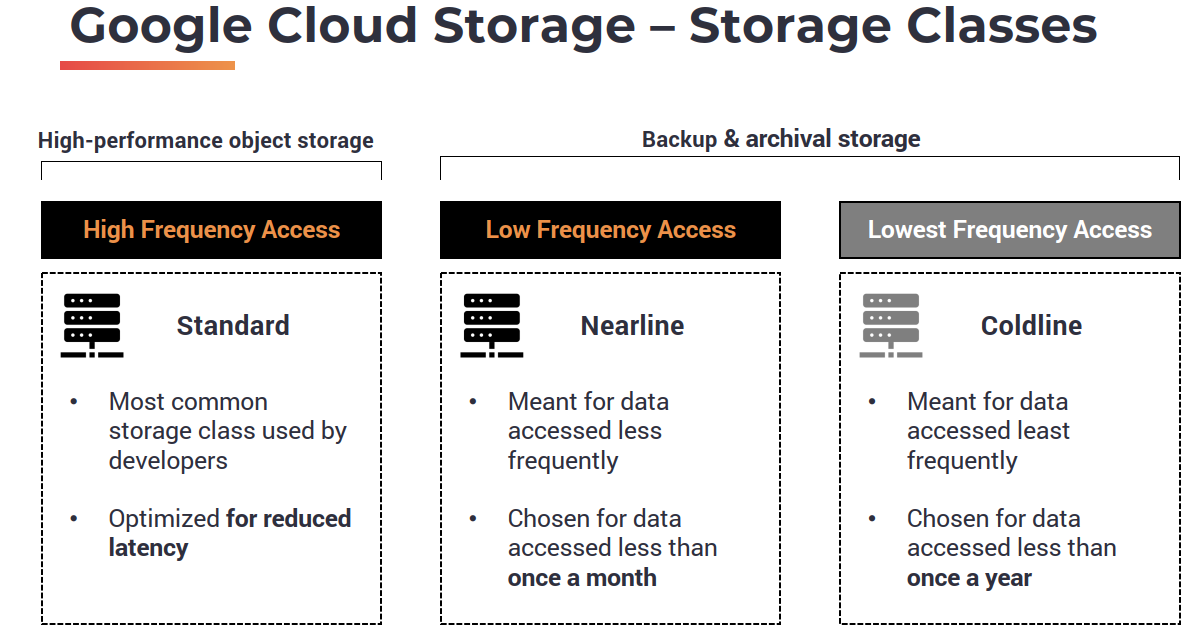 Google Cloud Storage – Storage Classes
High-performance object storage
Backup & archival storage
High Frequency Access
Low Frequency Access
Lowest Frequency Access
Standard
• Most common
storage class used by
developers
• Optimized for reduced
latency
Nearline
• Meant for data
accessed less
frequently
• Chosen for data
accessed less than
once a month
Coldline
• Meant for data
accessed least
frequently
• Chosen for data
accessed less than
once a year